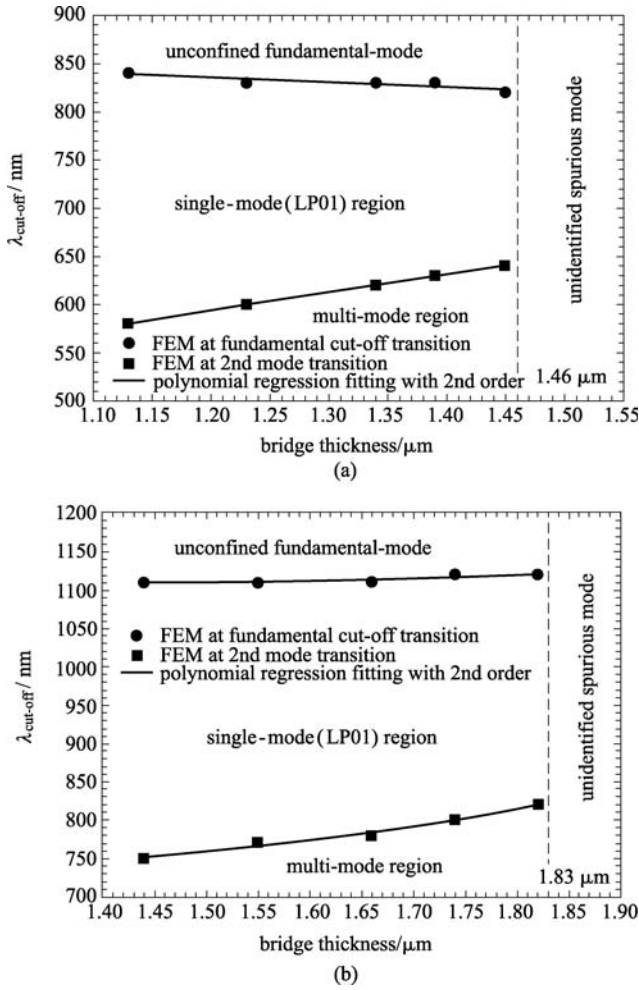 900
850
800
750
700
650
600
550
500
λcut-off / nm
unconfined fundamental-mode
single-mode(LP01) region
multi-mode region
FEM at fundamental cut-off transition
FEM at 2nd mode transition
polynomial regression fitting with 2nd order
unidentified spurious mode
1.46 μm
1.10 1.15 1.20 1.25 1.30 1.35 1.40 1.45 1.50 1.55
bridge thickness/μm
(a)
1200
1150
1100
1050
1000
950
900
850
800
750
700
λcut-off / nm
unconfined fundamental-mode
FEM at fundamental cut-off transition
FEM at 2nd mode transition
polynomial regression fitting with 2nd order
single-mode(LP01) region
multi-mode region
unidentified spurious mode
1.83 μm
1.40 1.45 1.50 1.55 1.60 1.65 1.70 1.75 1.80 1.85 1.90
bridge thickness/μm
(b)